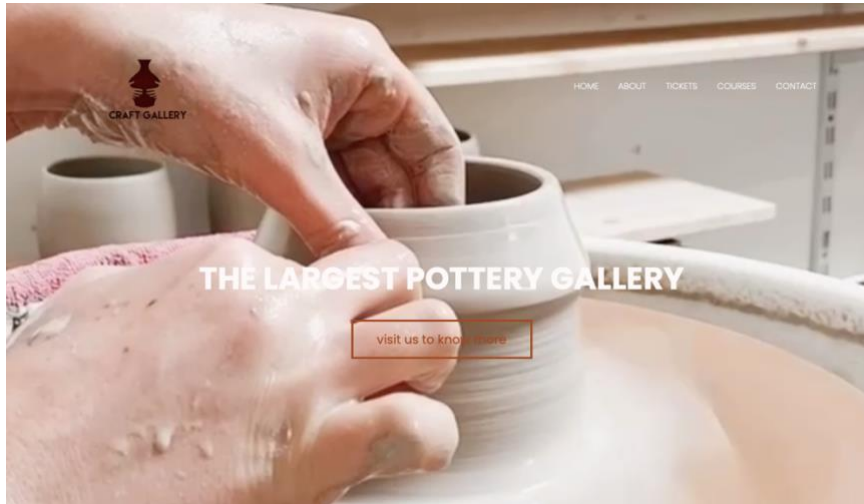 CRAFT GALLERY
HOME ABOUT TICKETS COURSES CONTACT
THE LARGEST POTTERY GALLERY
visit us to know more